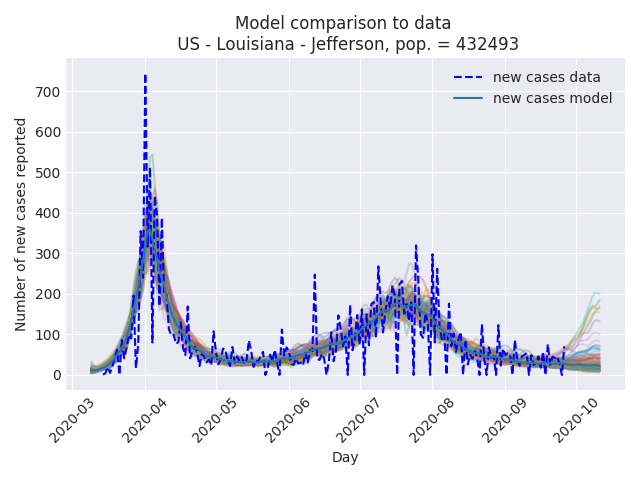 Model comparison to data
US - Louisiana - Jefferson, pop. = 432493
new cases data
new cases model
Number of new cases reported
700
600
500
400
300
200
100
0
2020-03
2020-04
2020-05
2020-06
2020-07
2020-08
2020-09
2020-10
Day